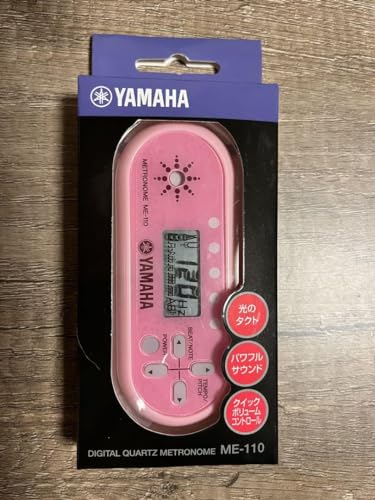 YAMAHA
METRONOME ME-110
YAMAHA
120
Hz
POWER
BEAT/NOTE
TEMPO/
PITCH
光の
タクト
パワフル
サウンド
クイック
ボリューム
コントロール
DIGITAL QUARTZ METRONOME ME-110